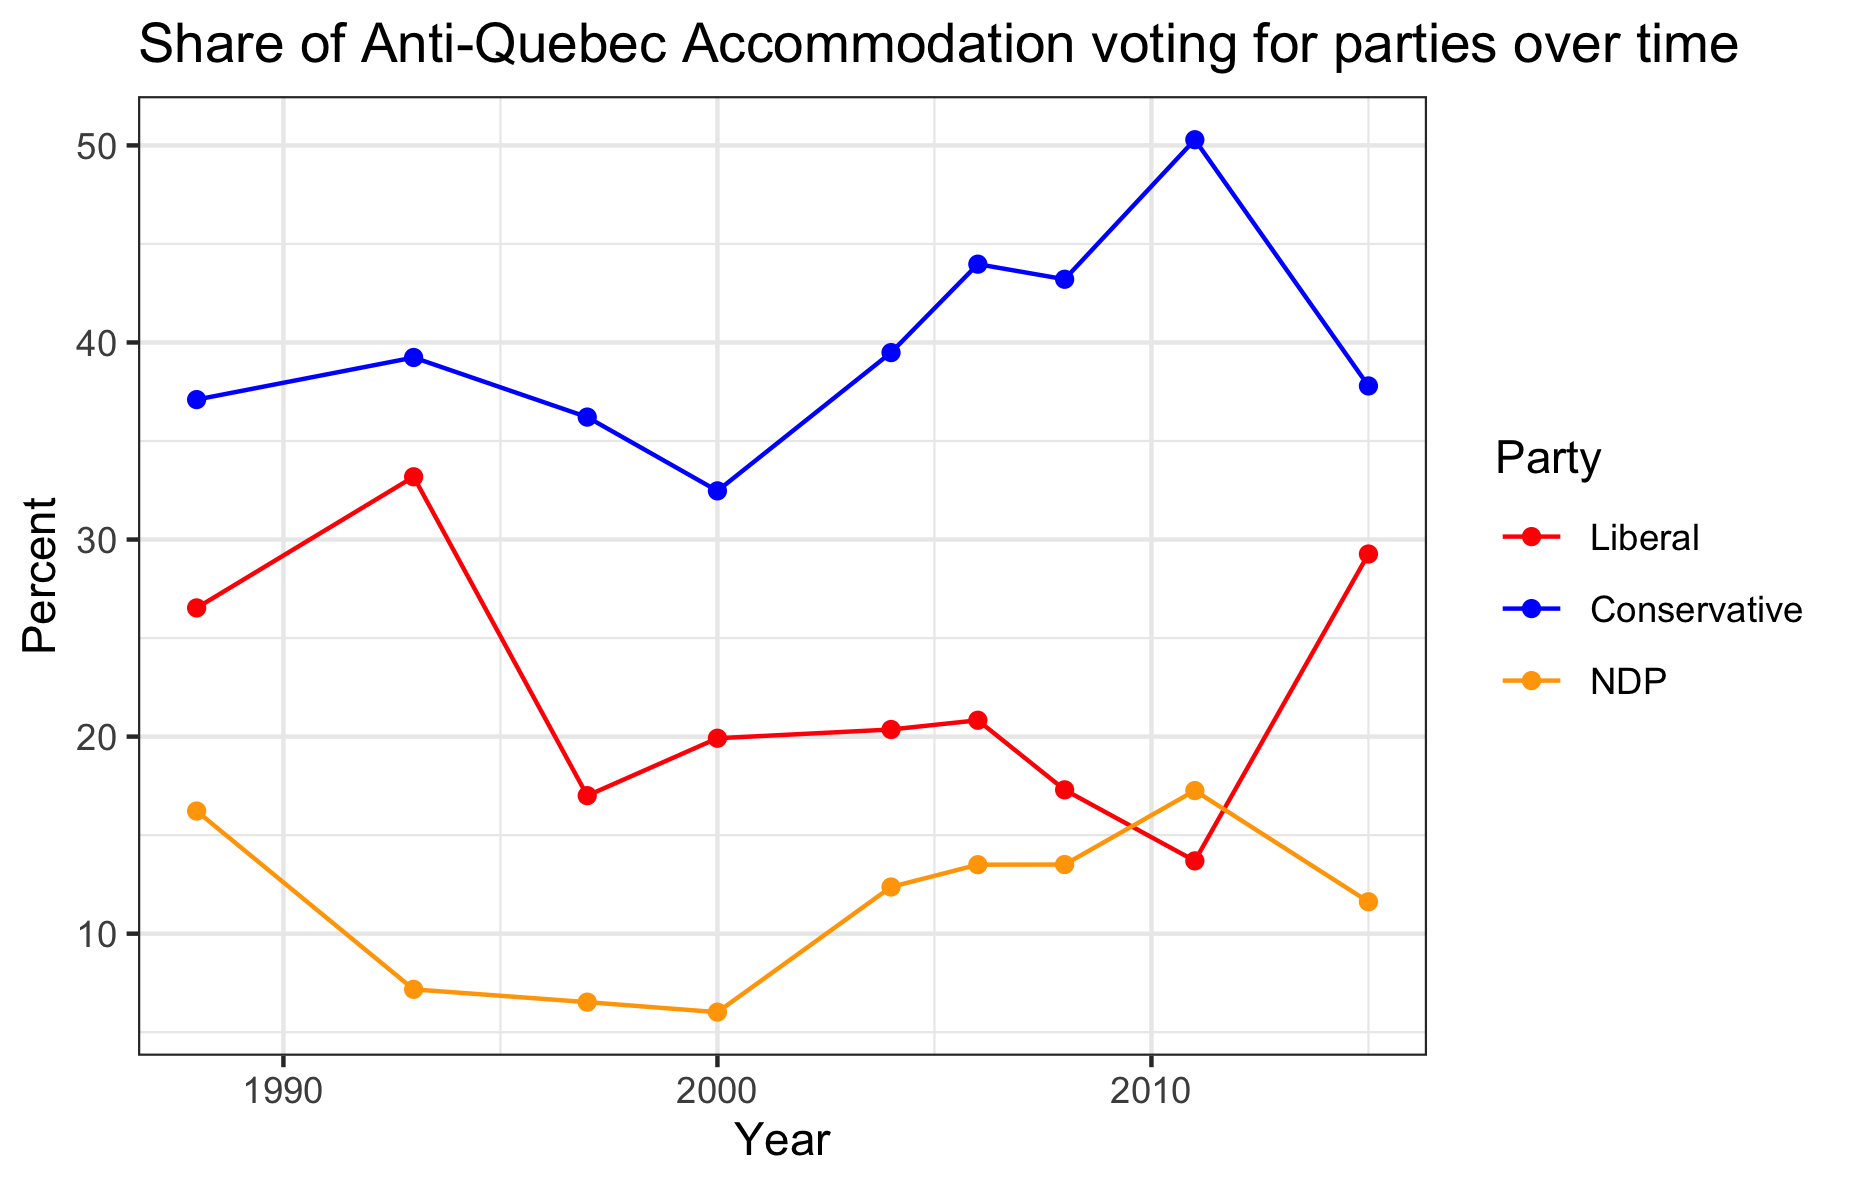 Share of Anti-Quebec Accommodation voting for parties over time
50
40
30
20
10
Percent
1990
2000
2010
Year
Party
Liberal
Conservative
NDP